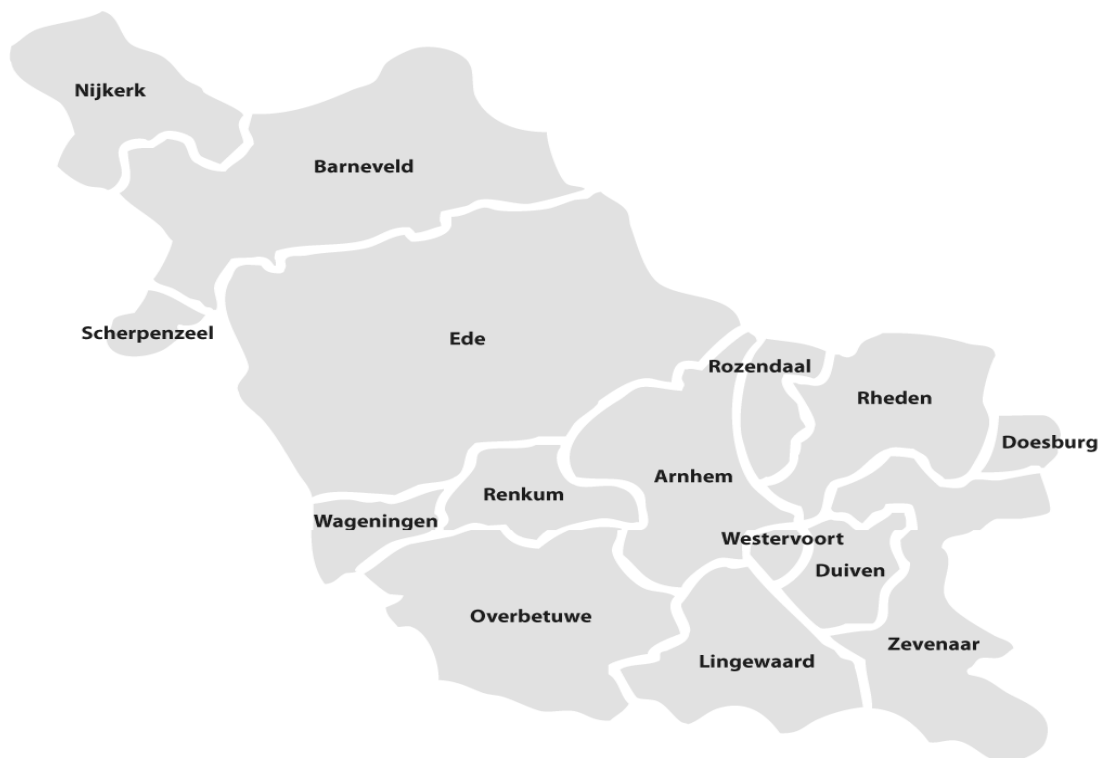 Nijkerk
Barneveld
Scherpenzeel
Ede
Rozendaal
Rheden
Doesburg
Arnhem
Renkum
Wageningen
Westervoort
Duiven
Overbetuwe
Zevenaar
Lingewaard